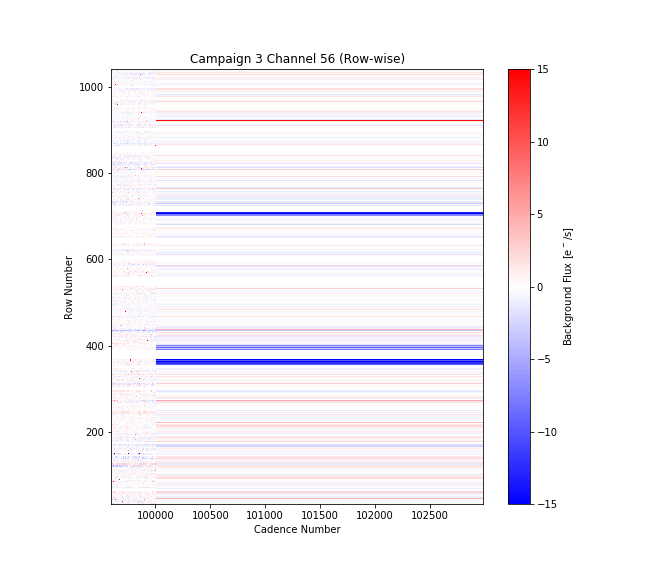 Campaign 3 Channel 56 (Row-wise)
1000
800
600
400
200
Row Number
100000 100500 101000 101500 102000 102500
Cadence Number
15
10
5
0
−5
−10
−15
Background Flux [e⁻/s]